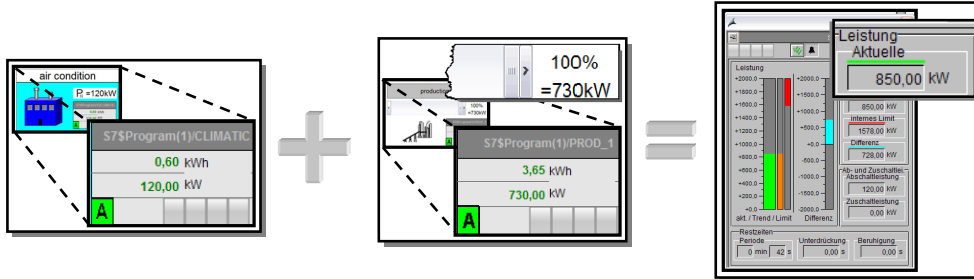 air condition
P =120kW
S7$Program(1)/CLIMATIC
0,60 kWh
120,00 kW
A
A
production
100%
=730kW
100%
=730kW
S7$Program(1)/PROD_1
3,65 kWh
730,00 kW
A
Leistung
Aktuelle
850,00 kW
Leistung
+2000.0
+1800.0
+1600.0
+1400.0
+1200.0
+1000.0
+800.0
+600.0
+400.0
+200.0
+0.0
akt. / Trend / Limit
+2000.0
+1500.0
+1000.0
+500.0
+0.0
-500.0
-1000.0
-1500.0
-2000.0
Differenz
850,00 kW
internes Limit
1578,00 kW
Differenz
728,00 kW
Ab- und Zuschaltlei.
Abschaltleistung
120,00 kW
Zuschaltleistung
0,00 kW
Restzeiten
Periode
0 min 42 s
Unterdrückung
0,00 s
Beruhigung
0,00 s